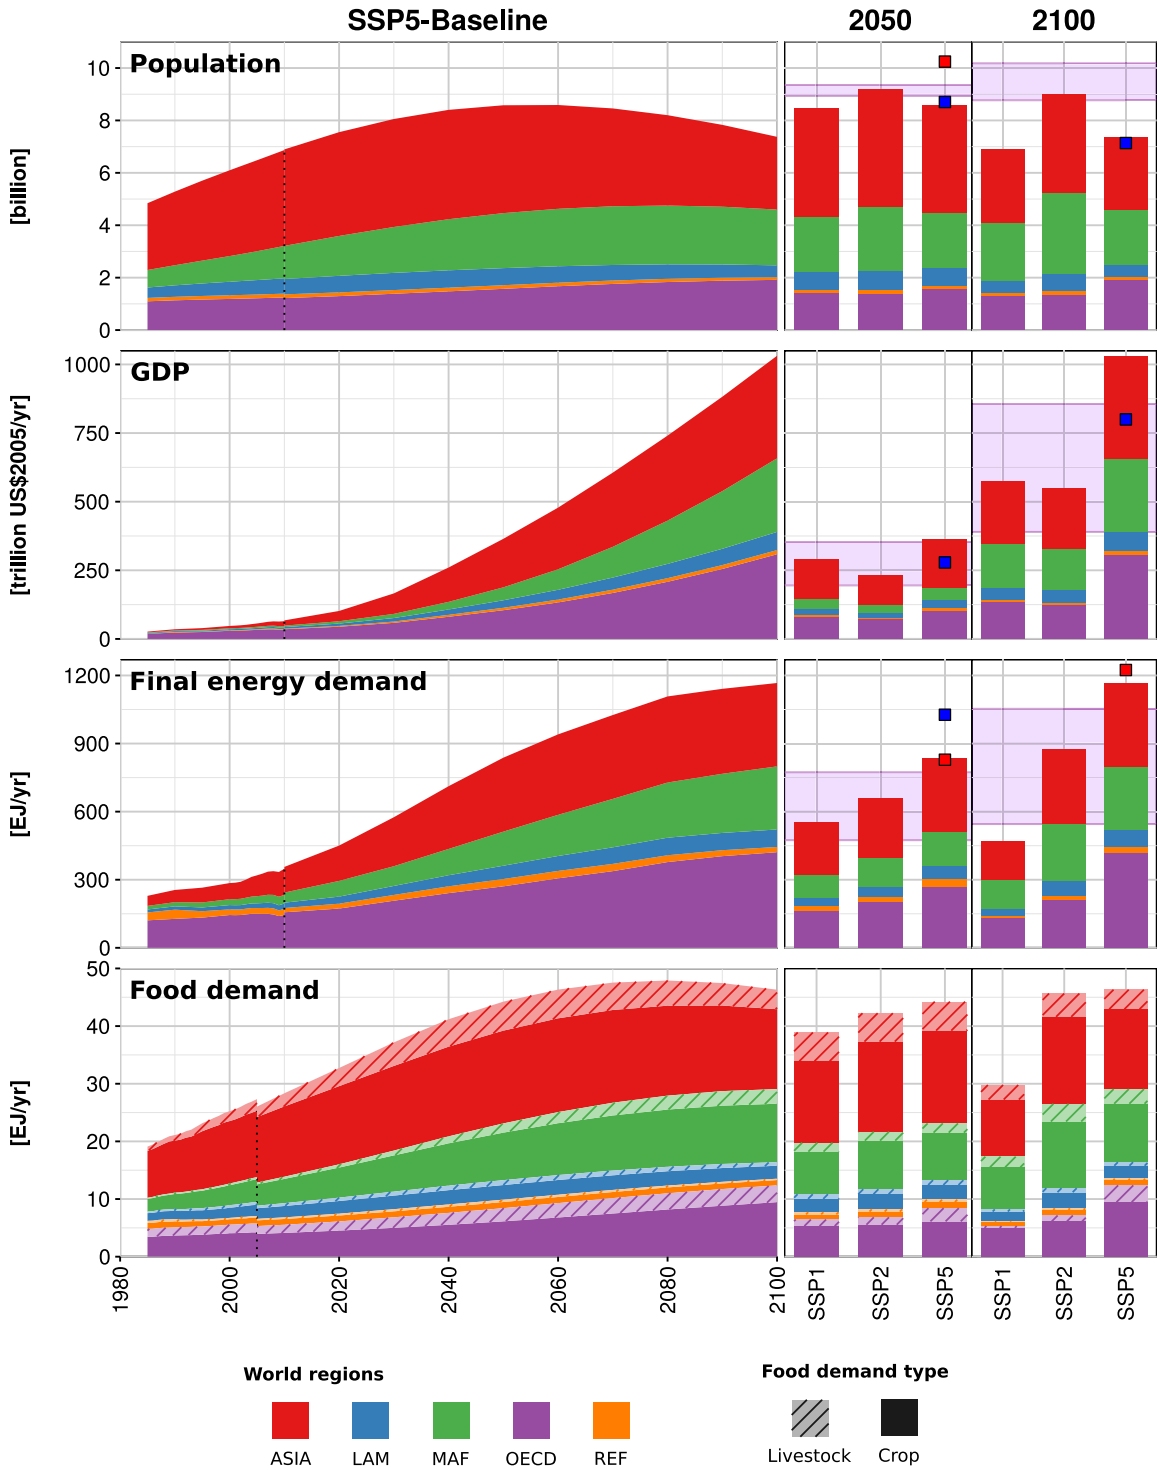 SSP5-Baseline 2050 2100
Population
[billion]
10
8
6
4
2
0
GDP
[trillion US$2005/yr]
1000
750
500
250
0
Final energy demand
[EJ/yr]
1200
900
600
300
0
Food demand
[EJ/yr]
50
40
30
20
10
0
1980 2000 2020 2040 2060 2080 2100 SSP1 SSP2 SSP5 SSP1 SSP2 SSP5
World regions
ASIA LAM MAF OECD REF
Food demand type
Livestock Crop